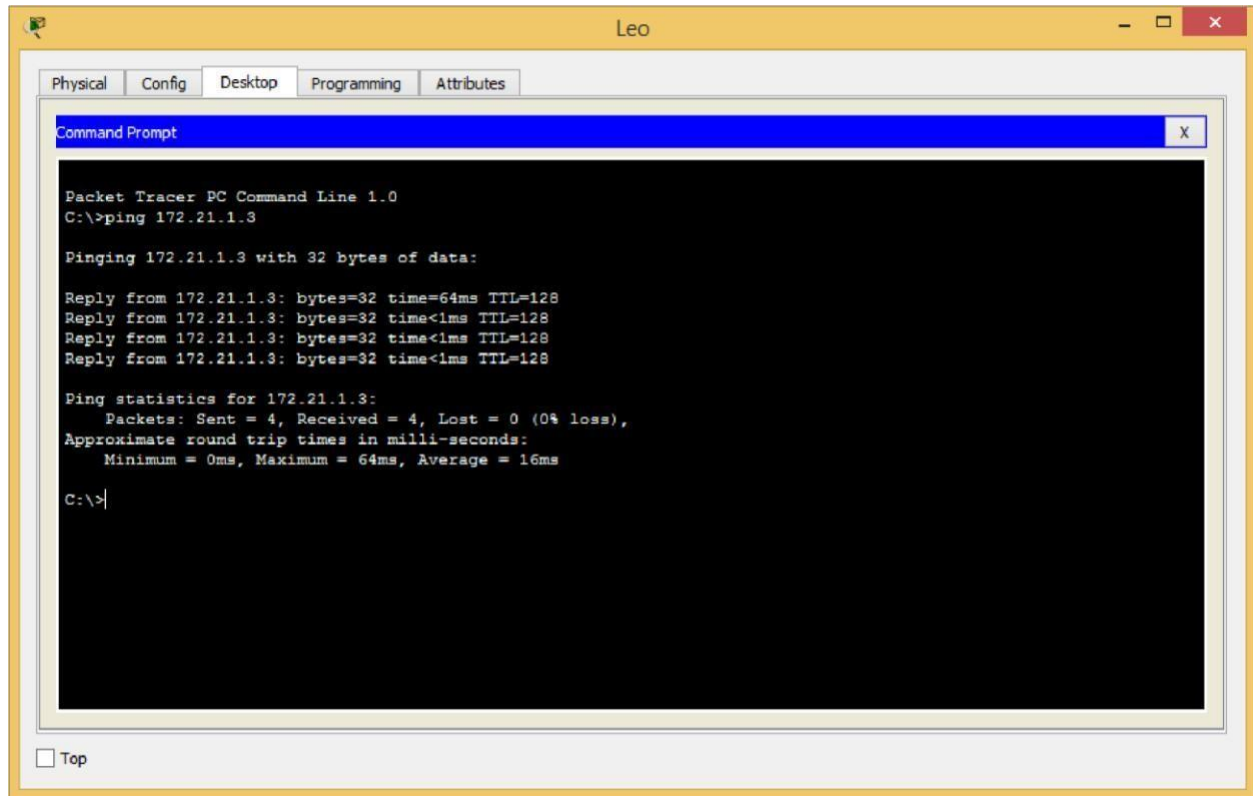 Leo
Physical Config Desktop Programming Attributes
Command Prompt X
Packet Tracer PC Command Line 1.0
C:\>ping 172.21.1.3
Pinging 172.21.1.3 with 32 bytes of data:
Reply from 172.21.1.3: bytes=32 time=64ms TTL=128
Reply from 172.21.1.3: bytes=32 time<1ms TTL=128
Reply from 172.21.1.3: bytes=32 time<1ms TTL=128
Reply from 172.21.1.3: bytes=32 time<1ms TTL=128
Ping statistics for 172.21.1.3:
Packets: Sent = 4, Received = 4, Lost = 0 (0% loss),
Approximate round trip times in milli-seconds:
Minimum = 0ms, Maximum = 64ms, Average = 16ms
C:\>
Top